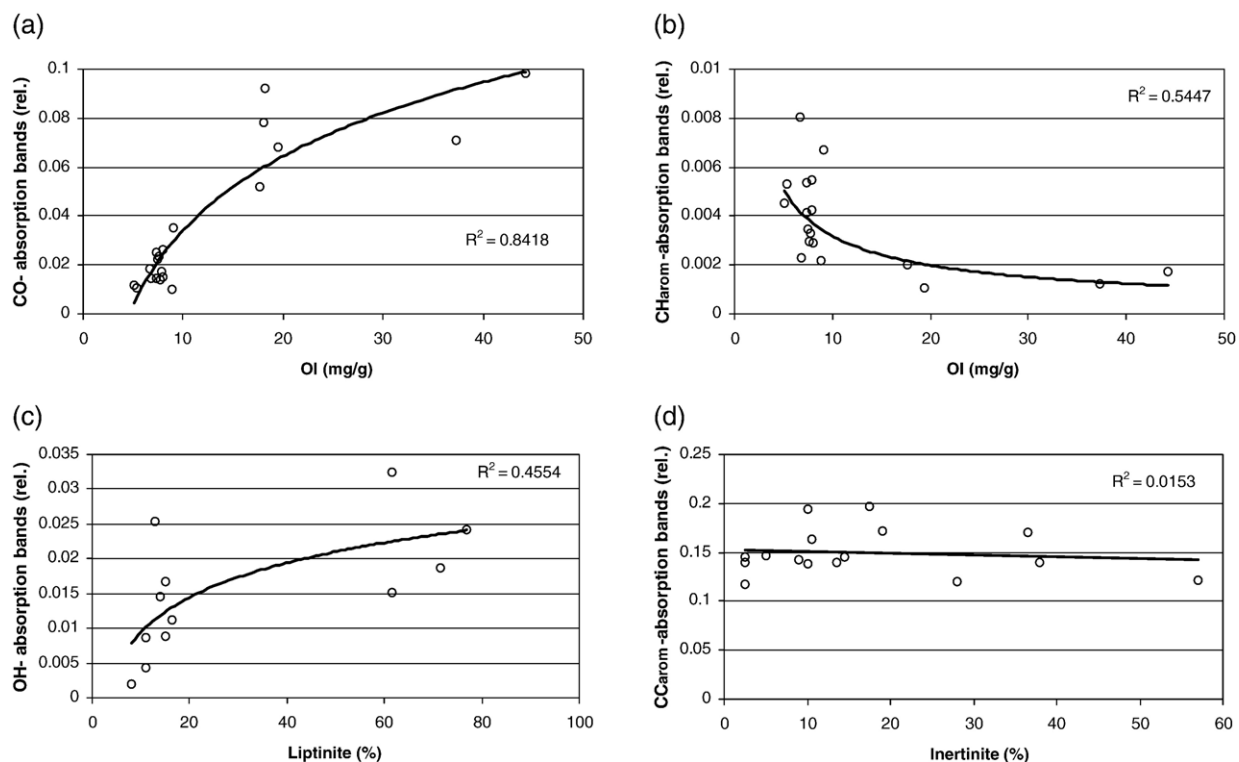 (a)
CO- absorption bands (rel.)
0.1
0.08
0.06
0.04
0.02
0
R² = 0.8418
0 10 20 30 40 50
OI (mg/g)
(b)
CHarom -absorption bands (rel.)
0.01
0.008
0.006
0.004
0.002
0
R² = 0.5447
0 10 20 30 40 50
OI (mg/g)
(c)
OH- absorption bands (rel.)
0.035
0.03
0.025
0.02
0.015
0.01
0.005
0
R² = 0.4554
0 20 40 60 80 100
Liptinite (%)
(d)
CCarom -absorption bands (rel.)
0.25
0.2
0.15
0.1
0.15
0
R² = 0.0153
0 10 20 30 40 50 60
Inertinite (%)